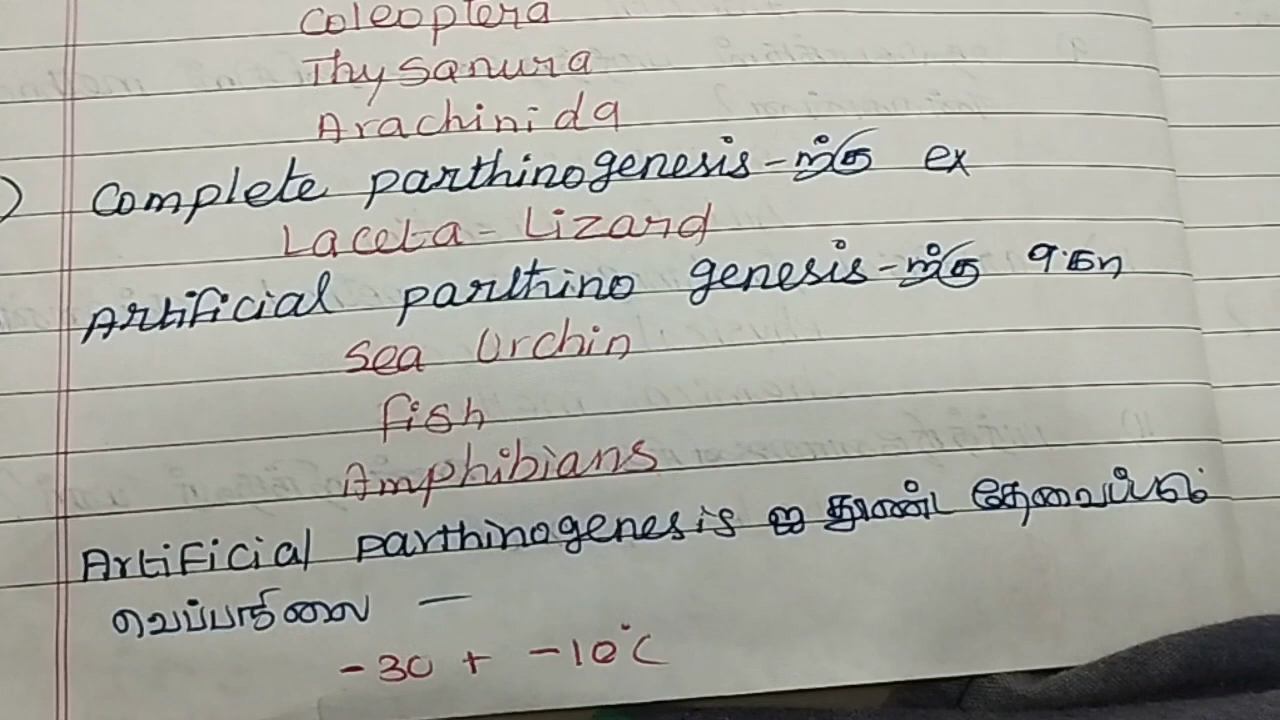 Coleoptera
Thysanura
Arachinida
) Complete parthinogenesis-ற்கு ex
Laceta - Lizard
Artificial parthino genesis-ற்கு எ.கா
Sea Urchin
Fish
Amphibians
Artificial parthinogenesis ஐ தூண்ட தேவைப்படும்
வெப்பநிலை —
-30 + -10°C